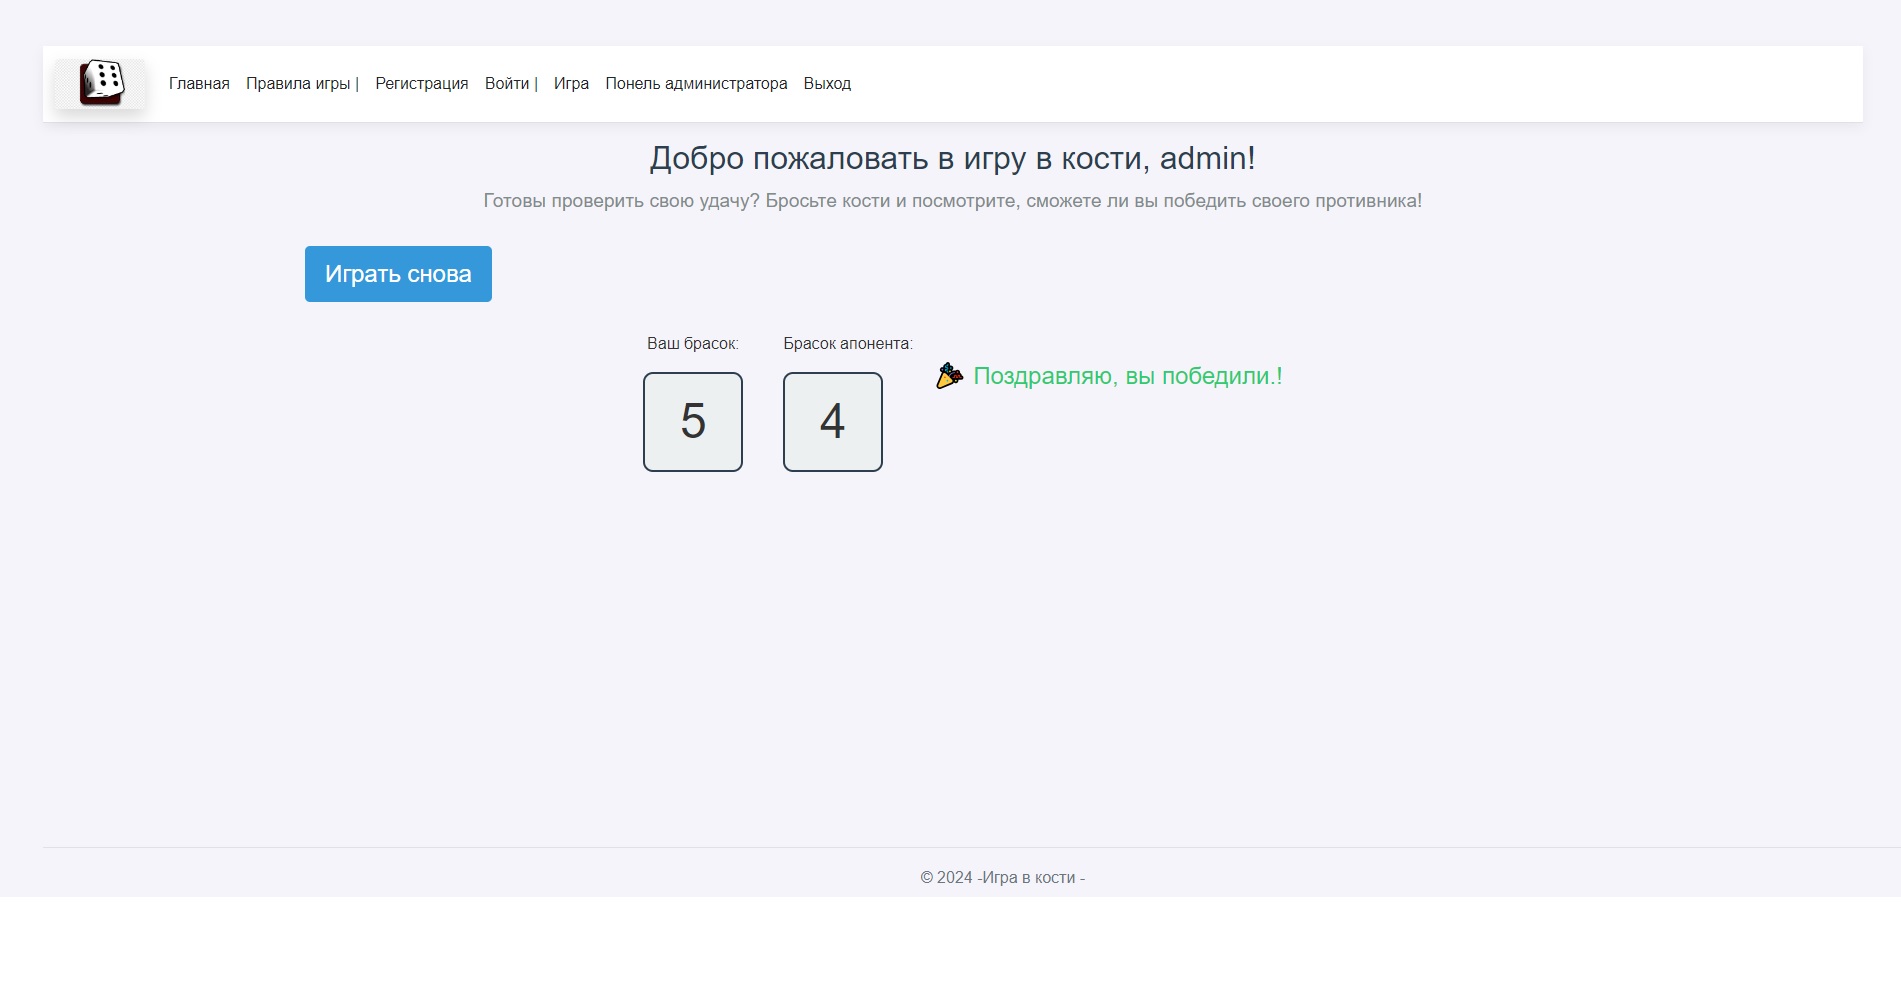 Главная Правила игры | Регистрация Войти | Игра Понель администратора Выход
Добро пожаловать в игру в кости, admin!
Готовы проверить свою удачу? Бросьте кости и посмотрите, сможете ли вы победить своего противника!
Играть снова
Ваш брасок: Брасок апонента:
🎉 Поздравляю, вы победили.!
5 4
© 2024 -Игра в кости -